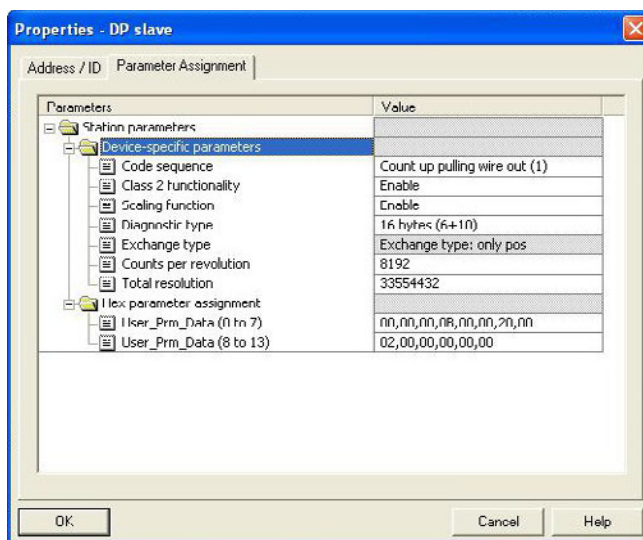 Properties - DP slave
Address / ID
Parameter Assignment
Parameters Value
Station parameters
Device-specific parameters
Code sequence Count up pulling wire out (1)
Class 2 functionality Enable
Scaling function Enable
Diagnostic type 16 bytes (6+10)
Exchange type Exchange type: only pos
Counts per revolution 8192
Total resolution 33554432
Hex parameter assignment
User_Prm_Data (0 to 7) 00,00,00,0B,00,00,20,00
User_Prm_Data (8 to 13) 02,00,00,00,00,00
OK Cancel Help